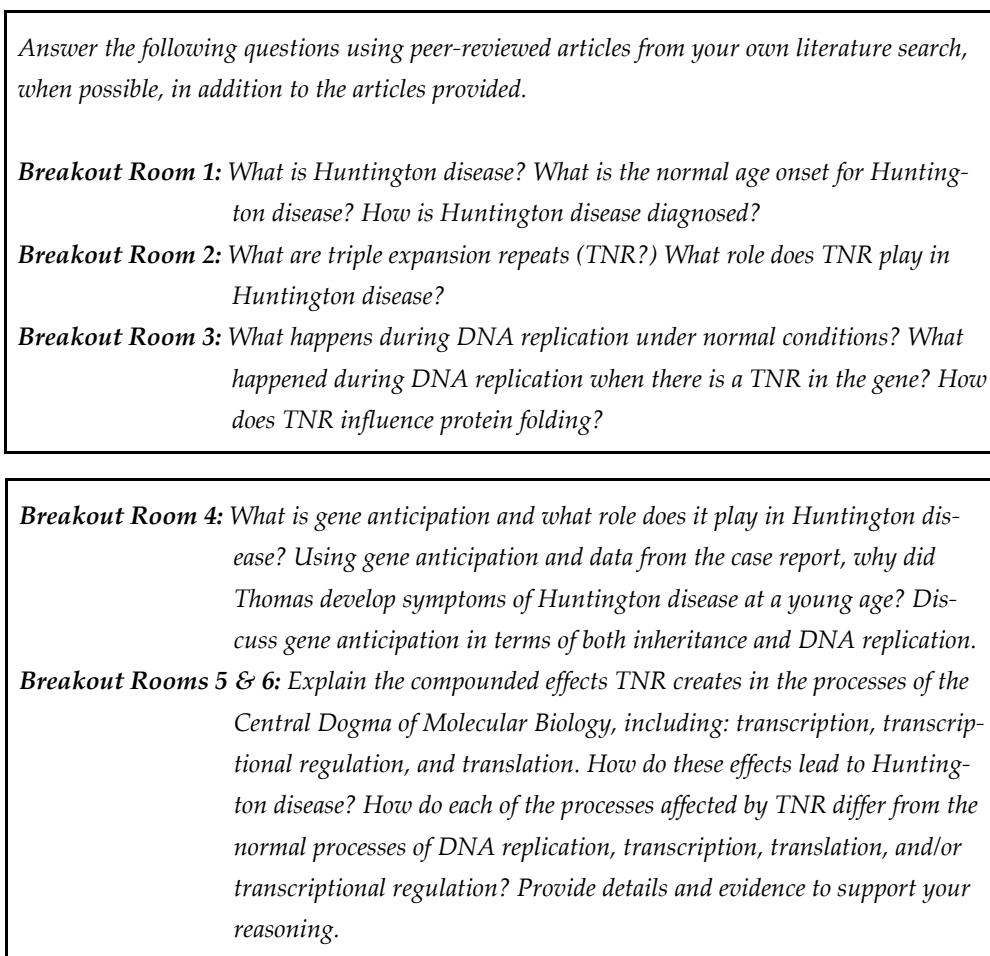 Answer the following questions using peer-reviewed articles from your own literature search,
when possible, in addition to the articles provided.
Breakout Room 1: What is Huntington disease? What is the normal age onset for Hunting-
ton disease? How is Huntington disease diagnosed?
Breakout Room 2: What are triple expansion repeats (TNR?) What role does TNR play in
Huntington disease?
Breakout Room 3: What happens during DNA replication under normal conditions? What
happened during DNA replication when there is a TNR in the gene? How
does TNR influence protein folding?
Breakout Room 4: What is gene anticipation and what role does it play in Huntington dis-
ease? Using gene anticipation and data from the case report, why did
Thomas develop symptoms of Huntington disease at a young age? Dis-
cuss gene anticipation in terms of both inheritance and DNA replication.
Breakout Rooms 5 & 6: Explain the compounded effects TNR creates in the processes of the
Central Dogma of Molecular Biology, including: transcription, transcrip-
tional regulation, and translation. How do these effects lead to Hunting-
ton disease? How do each of the processes affected by TNR differ from the
normal processes of DNA replication, transcription, translation, and/or
transcriptional regulation? Provide details and evidence to support your
reasoning.